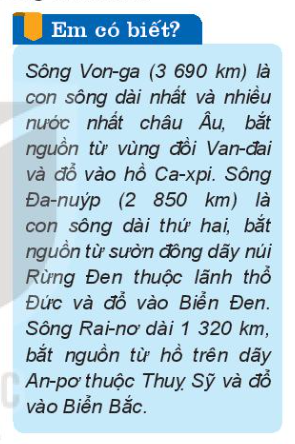 Em có biết?
Sông Von-ga (3 690 km) là
con sông dài nhất và nhiều
nước nhất châu Âu, bắt
nguồn từ vùng đồi Van-đai
và đổ vào hồ Ca-xpi. Sông
Đa-nuýp (2 850 km) là
con sông dài thứ hai, bắt
nguồn từ sườn đông dãy núi
Rừng Đen thuộc lãnh thổ
Đức và đổ vào Biển Đen.
Sông Rai-nơ dài 1 320 km,
bắt nguồn từ hồ trên dãy
An-pơ thuộc Thuỵ Sỹ và đổ
vào Biển Bắc.